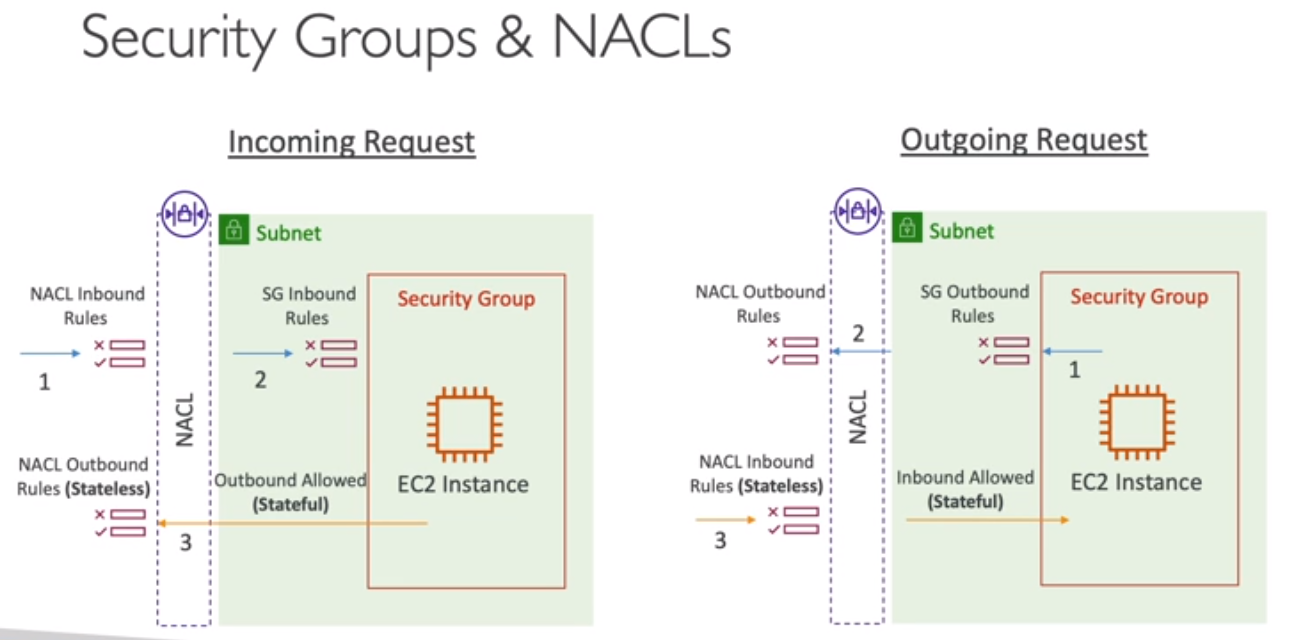 Security Groups & NACLs
Incoming Request
Subnet
NACL Inbound
Rules
1
SG Inbound
Rules
2
Security Group
NACL
NACL Outbound
Rules (Stateless)
Outbound Allowed
(Stateful)
3
EC2 Instance
Outgoing Request
Subnet
NACL Outbound
Rules
2
SG Outbound
Rules
Security Group
1
NACL
NACL Inbound
Rules (Stateless)
3
Inbound Allowed
(Stateful)
EC2 Instance